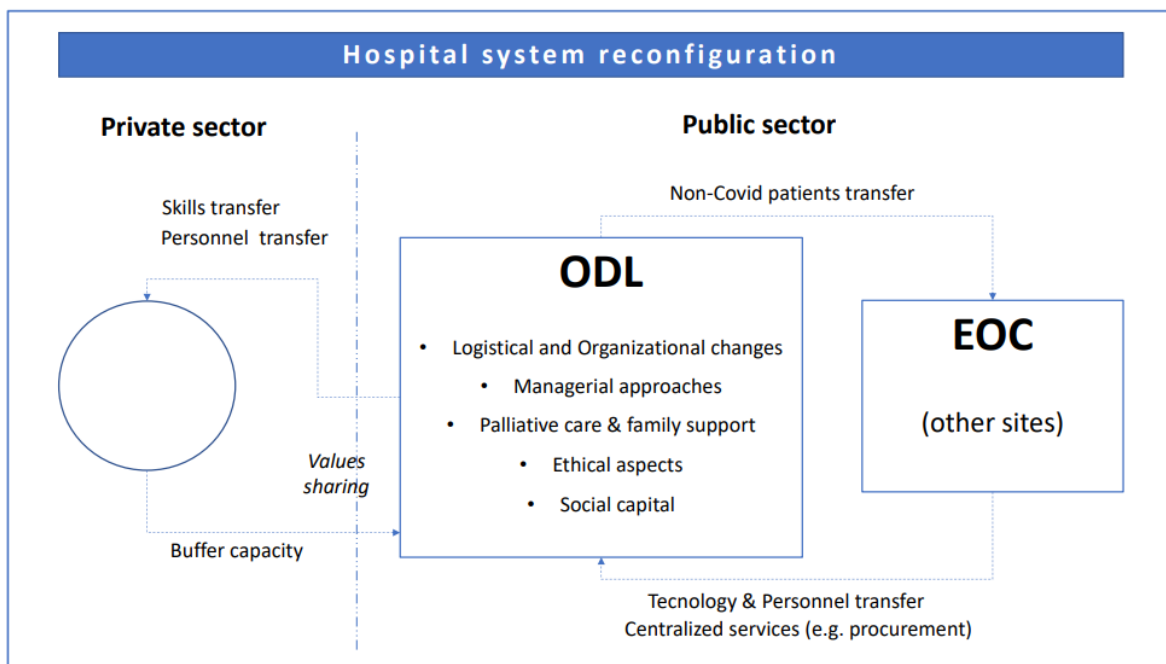 Hospital system reconfiguration
Private sector
Public sector
Skills transfer
Personnel transfer
Non-Covid patients transfer
ODL
• Logistical and Organizational changes
• Managerial approaches
• Palliative care & family support
• Ethical aspects
• Social capital
EOC
(other sites)
Values
sharing
Buffer capacity
Tecnology & Personnel transfer
Centralized services (e.g. procurement)